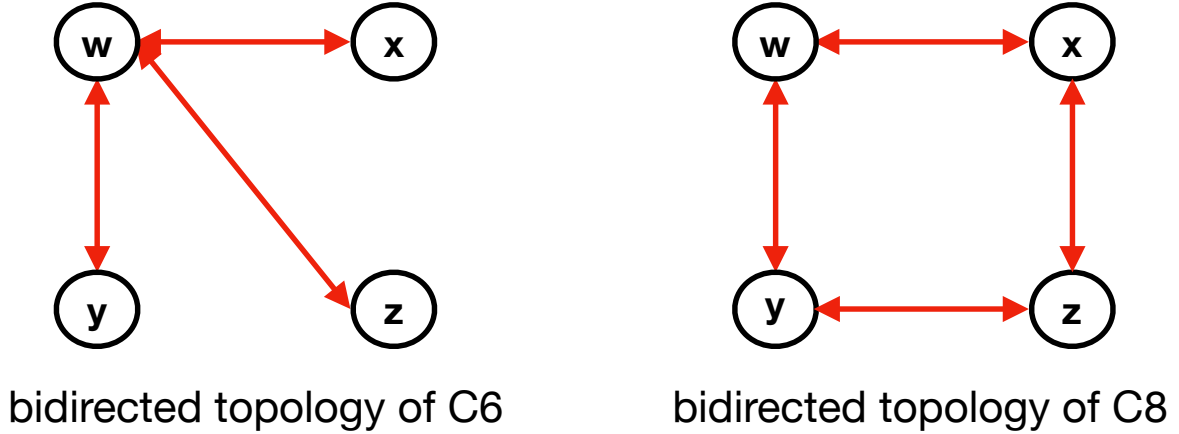 w
x
w
x
y
z
y
z
bidirected topology of C6
bidirected topology of C8